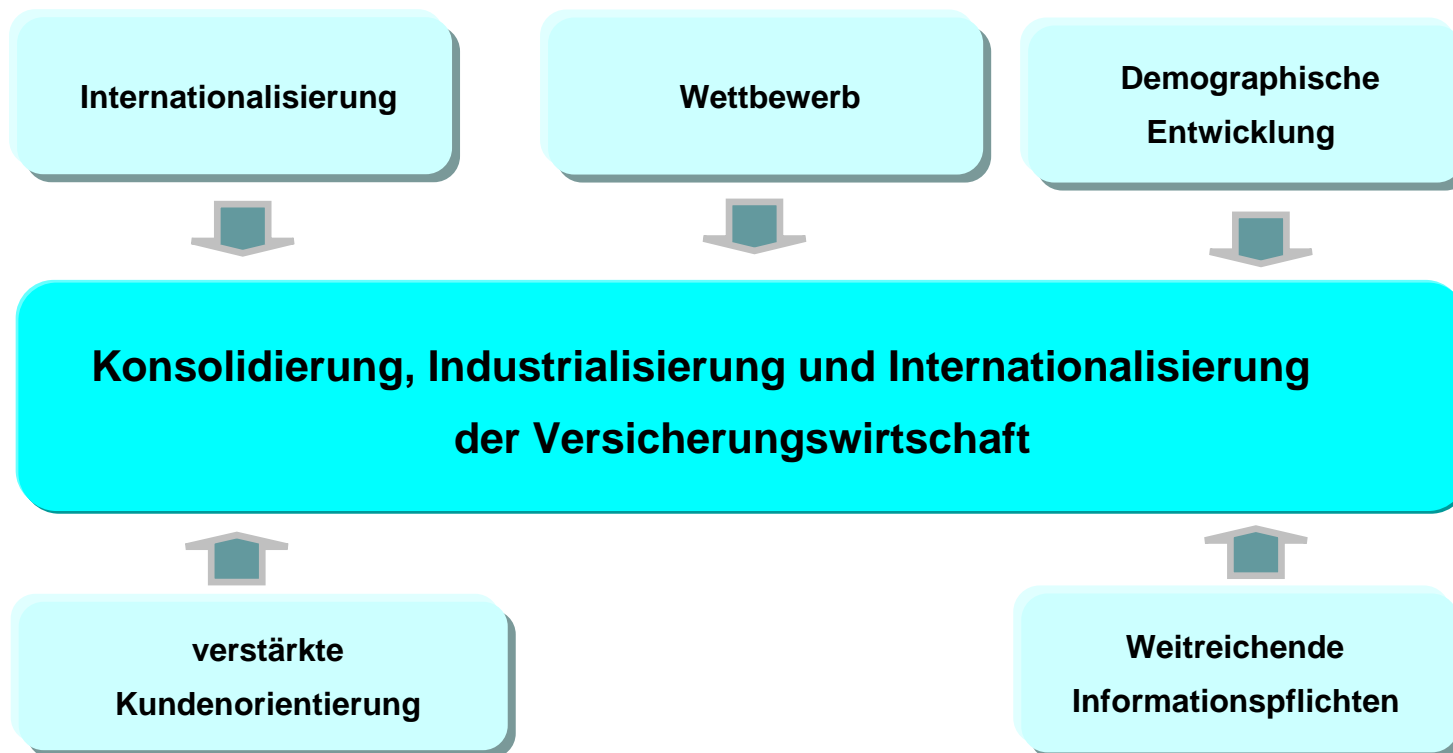 Internationalisierung
Wettbewerb
Demographische
Entwicklung
Konsolidierung, Industrialisierung und Internationalisierung
der Versicherungswirtschaft
verstärkte
Kundenorientierung
Weitreichende
Informationspflichten